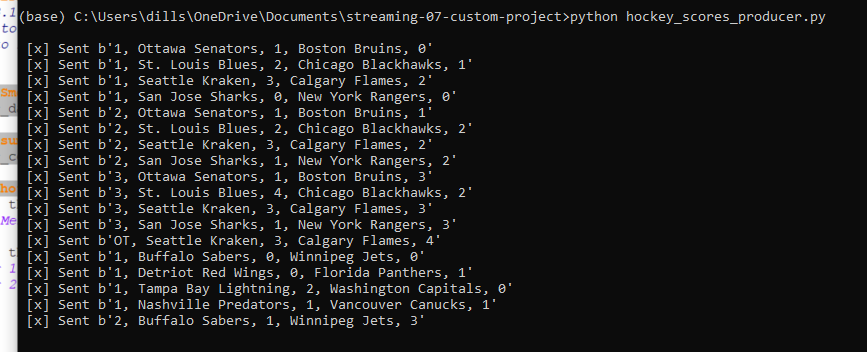 (base) C:\Users\dills\OneDrive\Documents\streaming-07-custom-project>python hockey_scores_producer.py
[x] Sent b'1, Ottawa Senators, 1, Boston Bruins, 0'
[x] Sent b'1, St. Louis Blues, 2, Chicago Blackhawks, 1'
[x] Sent b'1, Seattle Kraken, 3, Calgary Flames, 2'
[x] Sent b'1, San Jose Sharks, 0, New York Rangers, 0'
[x] Sent b'2, Ottawa Senators, 1, Boston Bruins, 1'
[x] Sent b'2, St. Louis Blues, 2, Chicago Blackhawks, 2'
[x] Sent b'2, Seattle Kraken, 3, Calgary Flames, 2'
[x] Sent b'2, San Jose Sharks, 1, New York Rangers, 2'
[x] Sent b'3, Ottawa Senators, 1, Boston Bruins, 3'
[x] Sent b'3, St. Louis Blues, 4, Chicago Blackhawks, 2'
[x] Sent b'3, Seattle Kraken, 3, Calgary Flames, 3'
[x] Sent b'3, San Jose Sharks, 1, New York Rangers, 3'
[x] Sent b'OT, Seattle Kraken, 3, Calgary Flames, 4'
[x] Sent b'1, Buffalo Sabers, 0, Winnipeg Jets, 0'
[x] Sent b'1, Detriot Red Wings, 0, Florida Panthers, 1'
[x] Sent b'1, Tampa Bay Lightning, 2, Washington Capitals, 0'
[x] Sent b'1, Nashville Predators, 1, Vancouver Canucks, 1'
[x] Sent b'2, Buffalo Sabers, 1, Winnipeg Jets, 3'